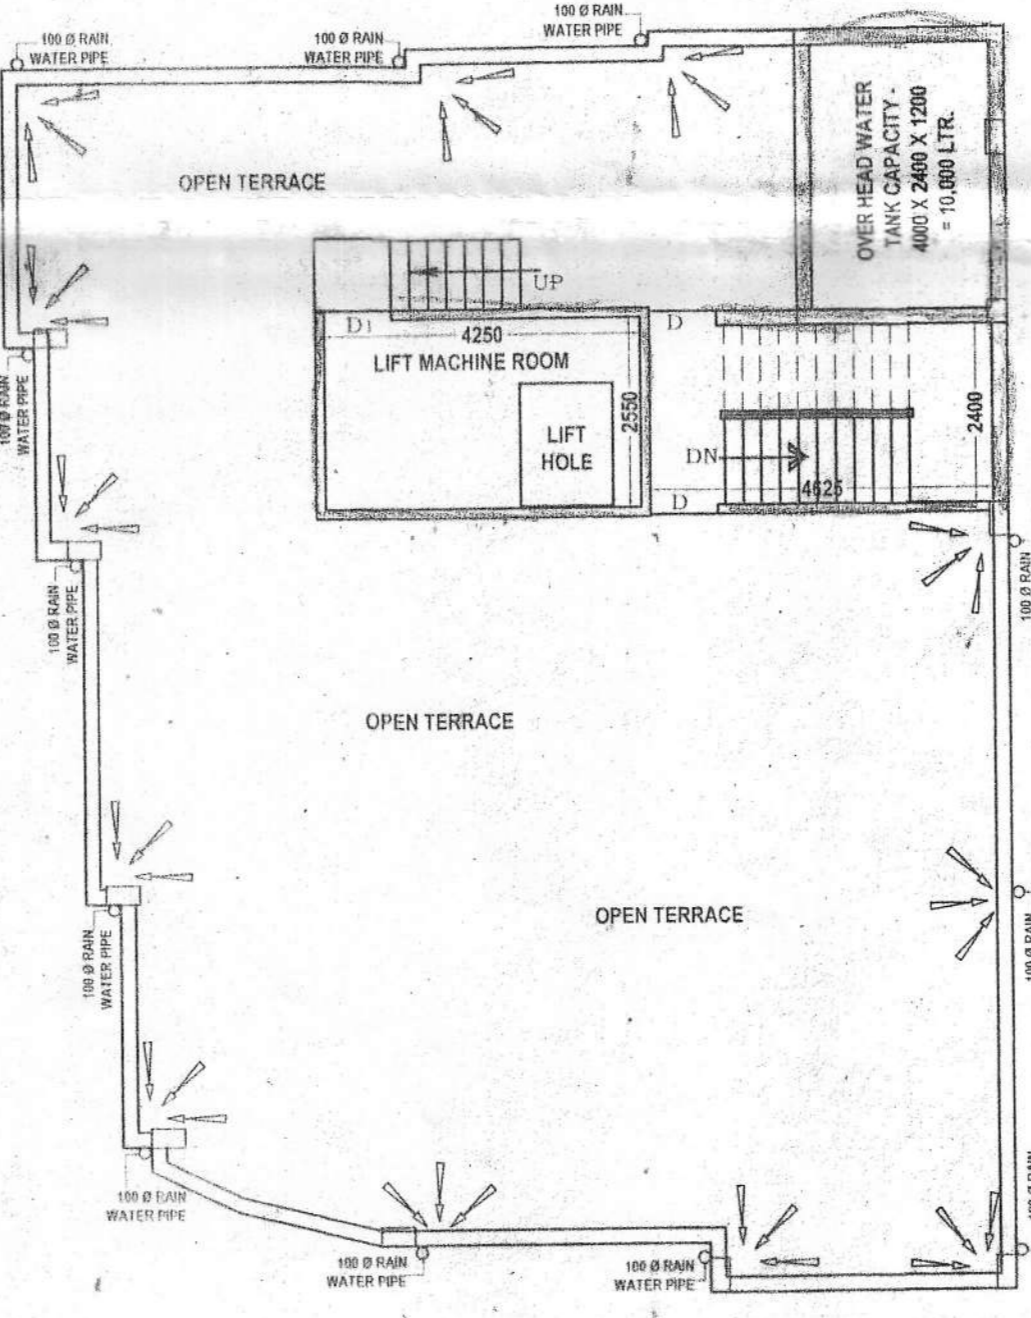 100 Ø RAIN
WATER PIPE
100 Ø RAIN
WATER PIPE
100 Ø RAIN
WATER PIPE
OPEN TERRACE
OVER HEAD WATER
TANK CAPACITY -
4000 X 2400 X 1200
= 10,000 LTR.
UP
D1
4250
D
LIFT MACHINE ROOM
LIFT
HOLE
2550
2400
DN
4625
D
100 Ø RAIN
WATER PIPE
100 Ø RAIN
WATER PIPE
100 Ø RAIN
OPEN TERRACE
OPEN TERRACE
100 Ø RAIN
WATER PIPE
100 Ø RAIN
100 Ø RAIN
WATER PIPE
100 Ø RAIN
WATER PIPE
100 Ø RAIN
WATER PIPE